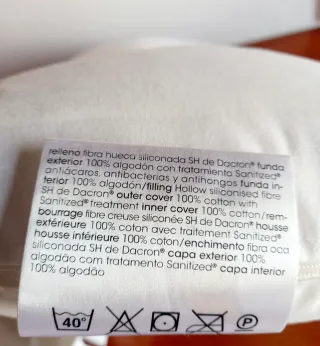 relleno fibra hueca siliconada SH de Dacron® funda
exterior 100% algodón con tratamiento Sanitized®
antiácaros, antibacterias y antihongos funda in-
terior 100% algodón/filling Hollow siliconised fibre
SH de Dacron® outer cover 100% cotton with
Sanitized® treatment inner cover 100% cotton/rem-
bourrage fibre creuse siliconée SH de Dacron® housse
extérieure 100% coton avec traitement Sanitized®
housse intérieure 100% coton/enchimento fibra oca
siliconada SH de Dacron® capa exterior 100%
algodão com tratamento Sanitized® capa interior
100% algodão
40° P